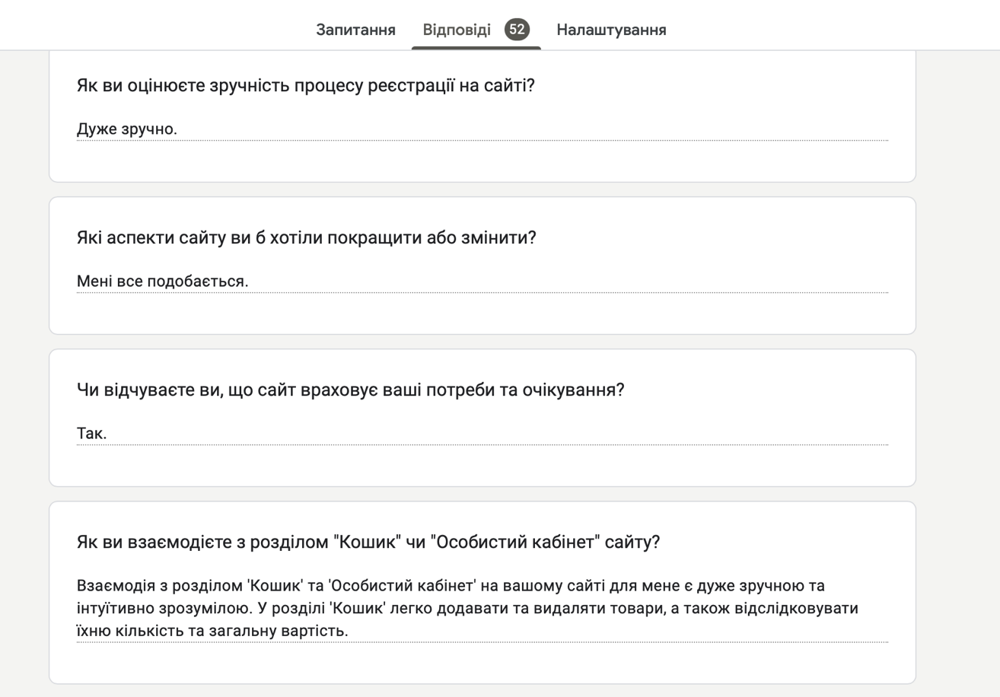 Запитання Відповіді 52 Налаштування
Як ви оцінюєте зручність процесу реєстрації на сайті?
Дуже зручно.
Які аспекти сайту ви б хотіли покращити або змінити?
Мені все подобається.
Чи відчуваєте ви, що сайт враховує ваші потреби та очікування?
Так.
Як ви взаємодієте з розділом "Кошик" чи "Особистий кабінет" сайту?
Взаємодія з розділом 'Кошик' та 'Особистий кабінет' на вашому сайті для мене є дуже зручною та
інтуїтивно зрозумілою. У розділі 'Кошик' легко додавати та видаляти товари, а також відслідковувати
їхню кількість та загальну вартість.